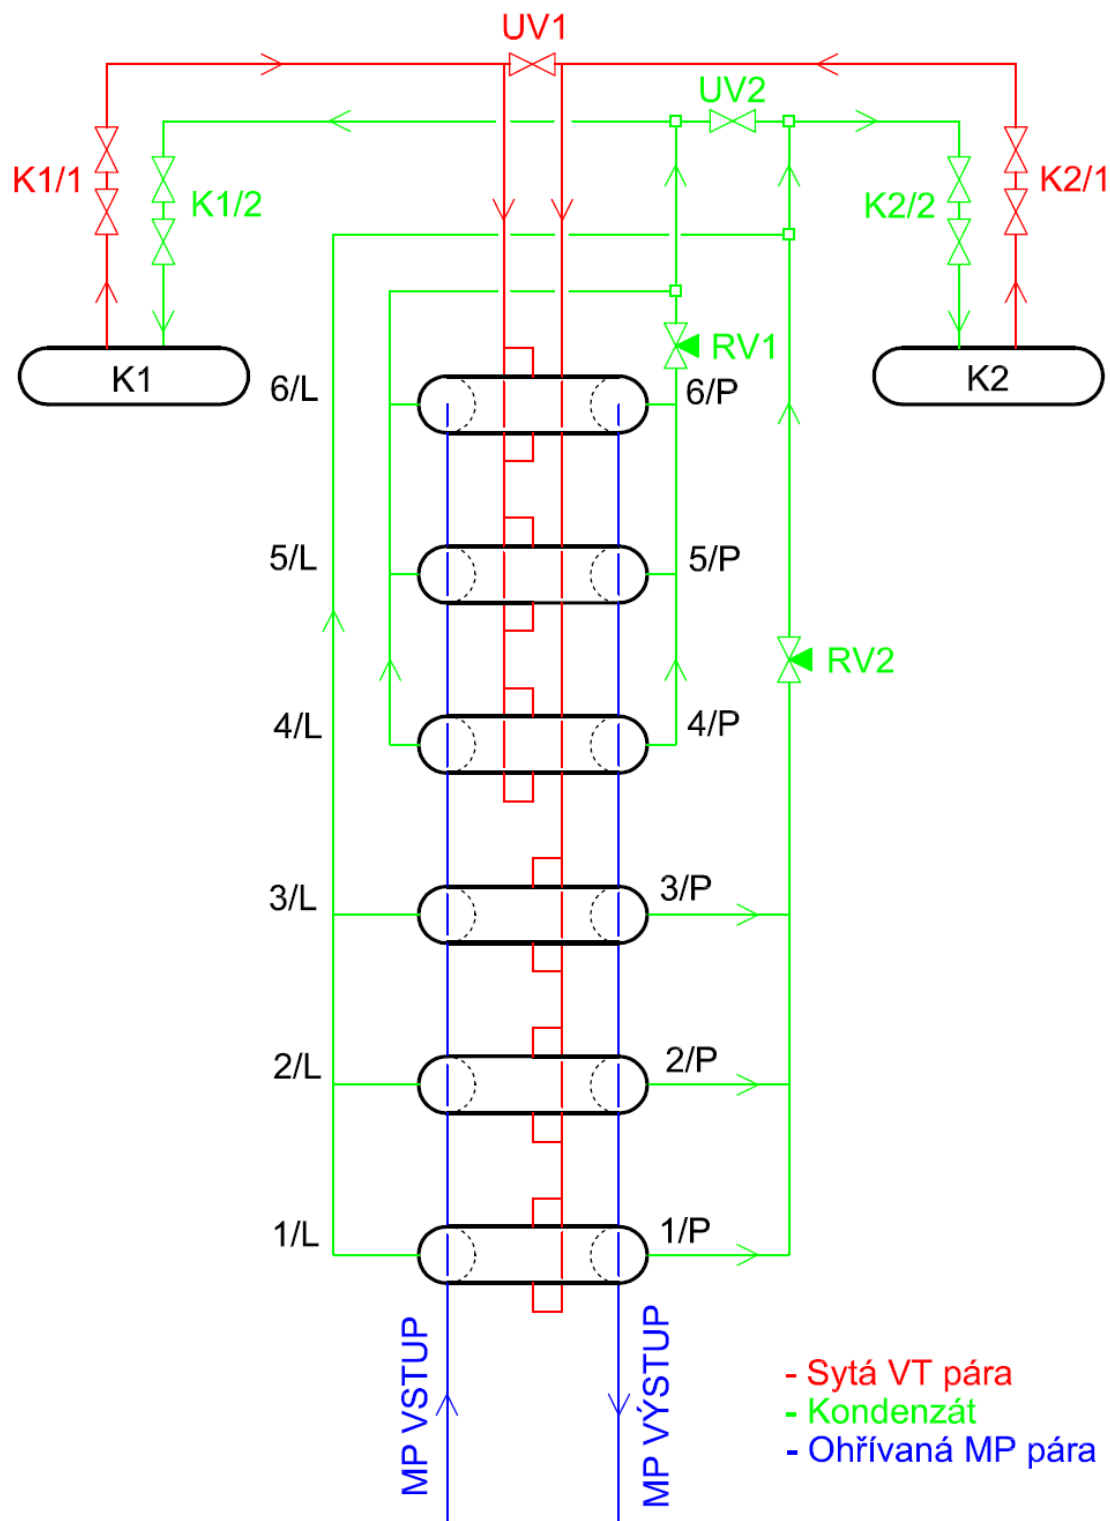 UV1
UV2
K1/1
K1/2
K2/2
K2/1
K1
K2
RV1
6/L
6/P
5/L
5/P
RV2
4/L
4/P
3/L
3/P
2/L
2/P
1/L
1/P
MP VSTUP
MP VÝSTUP
- Sytá VT pára
- Kondenzát
- Ohřívaná MP pára